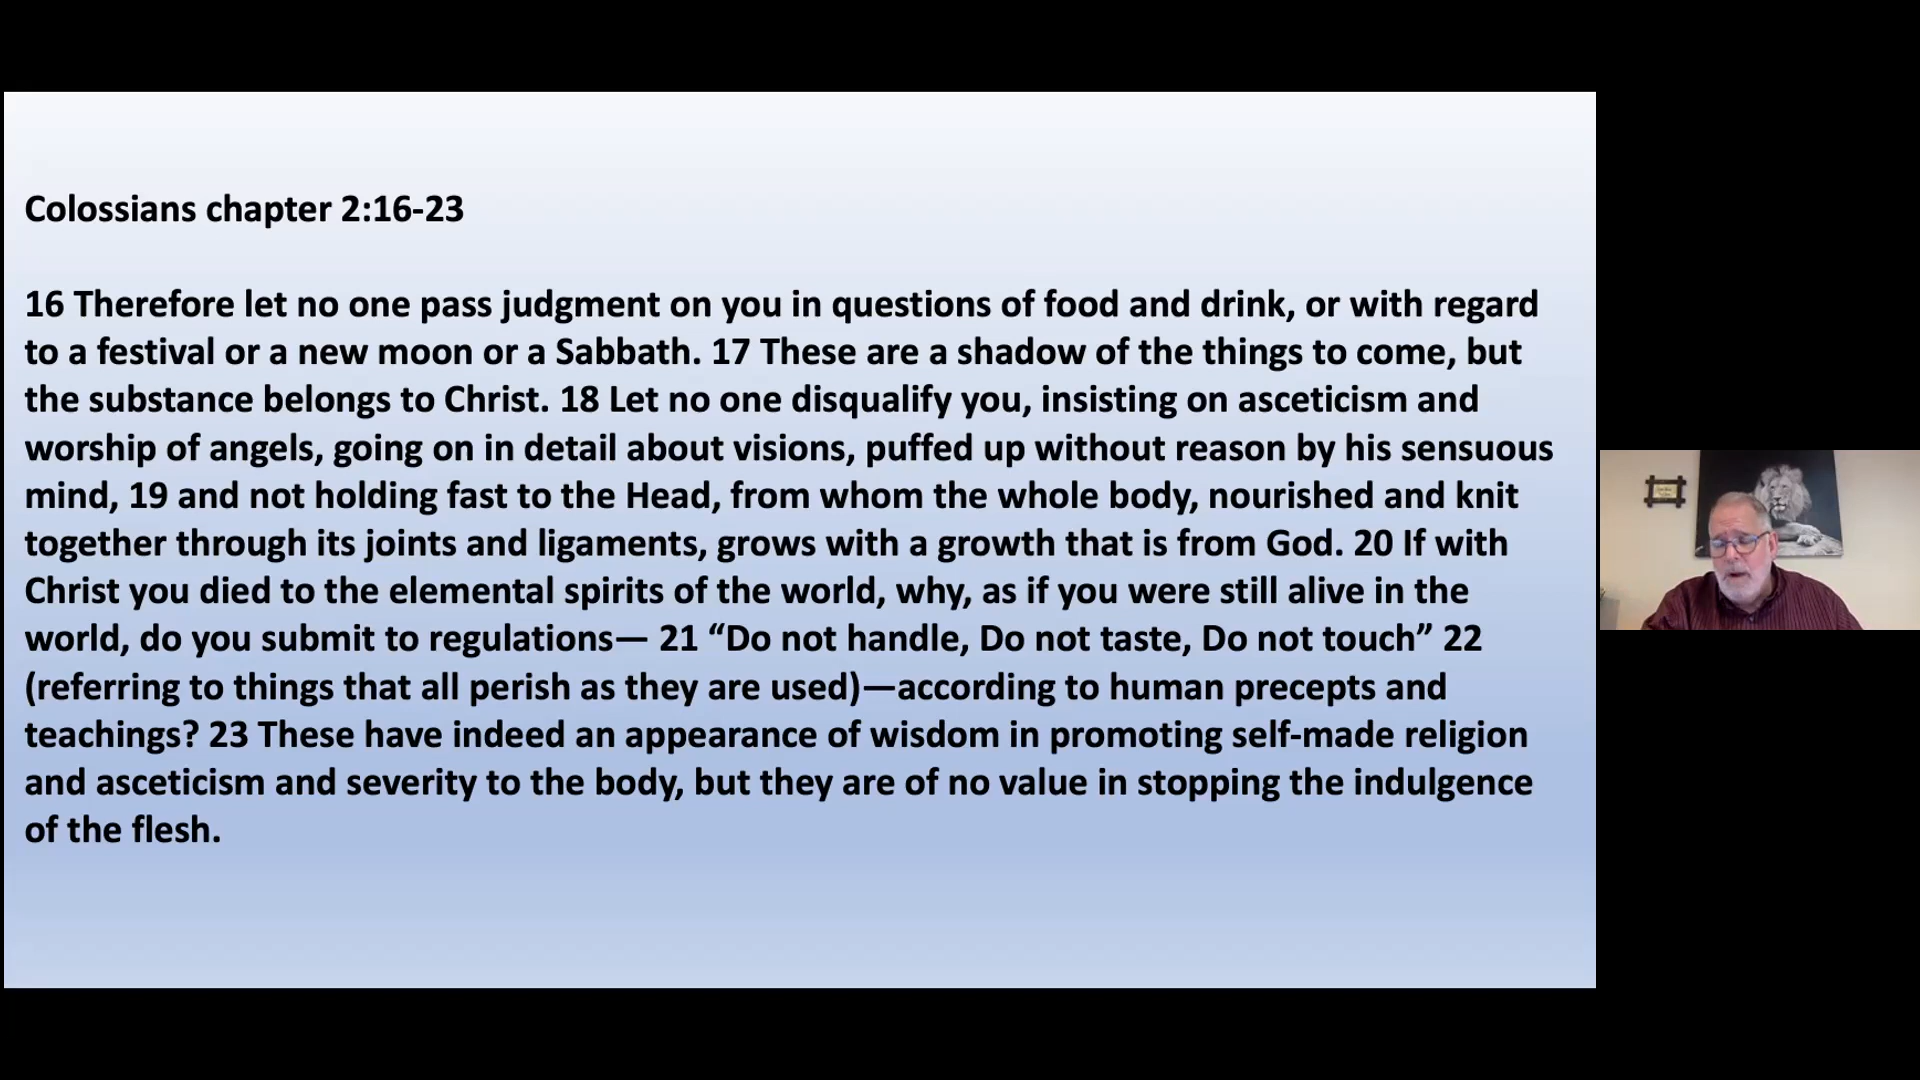 Colossians chapter 2:16-23
16 Therefore let no one pass judgment on you in questions of food and drink, or with regard
to a festival or a new moon or a Sabbath. 17 These are a shadow of the things to come, but
the substance belongs to Christ. 18 Let no one disqualify you, insisting on asceticism and
worship of angels, going on in detail about visions, puffed up without reason by his sensuous
mind, 19 and not holding fast to the Head, from whom the whole body, nourished and knit
together through its joints and ligaments, grows with a growth that is from God. 20 If with
Christ you died to the elemental spirits of the world, why, as if you were still alive in the
world, do you submit to regulations— 21 “Do not handle, Do not taste, Do not touch” 22
(referring to things that all perish as they are used)—according to human precepts and
teachings? 23 These have indeed an appearance of wisdom in promoting self-made religion
and asceticism and severity to the body, but they are of no value in stopping the indulgence
of the flesh.